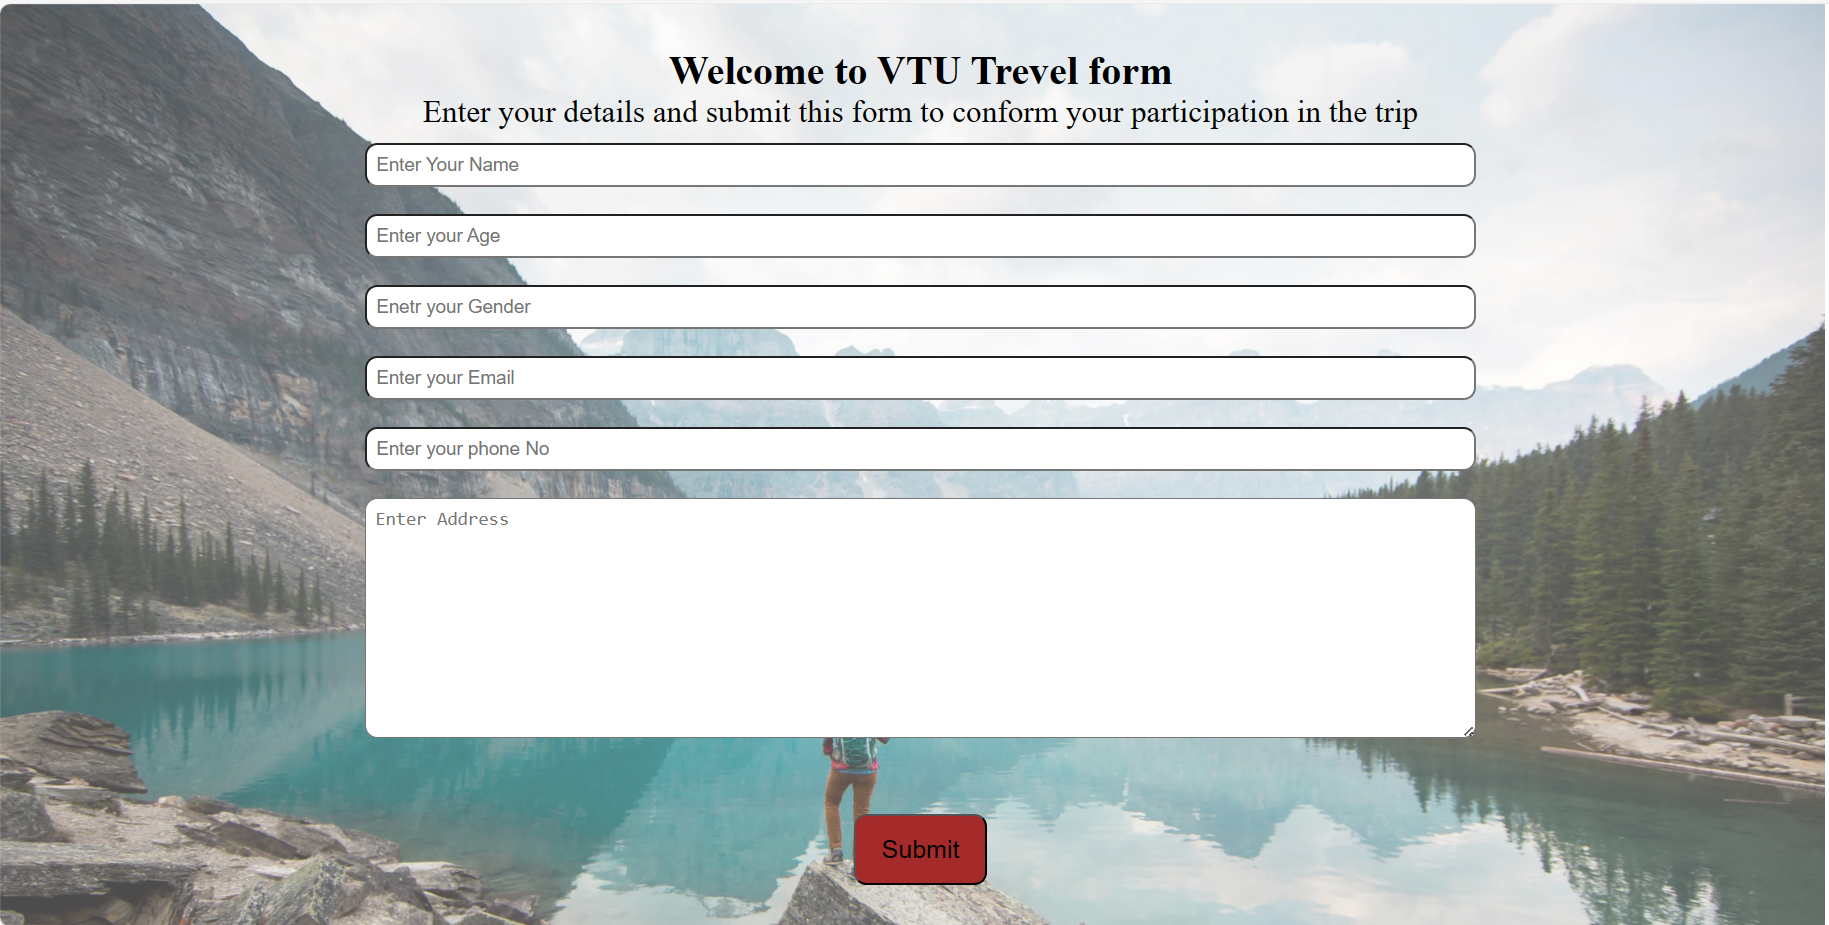 Welcome to VTU Trevel form
Enter your details and submit this form to conform your participation in the trip
Enter Your Name
Enter your Age
Enetr your Gender
Enter your Email
Enter your phone No
Enter Address
Submit